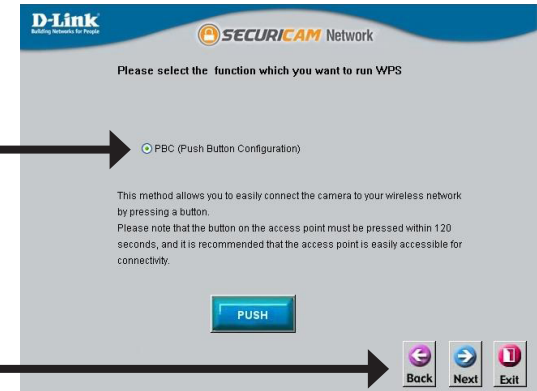 D-Link
Building Networks for People
SECURICAM Network
Please select the function which you want to run WPS
PBC (Push Button Configuration)
This method allows you to easily connect the camera to your wireless network
by pressing a button.
Please note that the button on the access point must be pressed within 120
seconds, and it is recommended that the access point is easily accessible for
connectivity.
PUSH
Back Next Exit